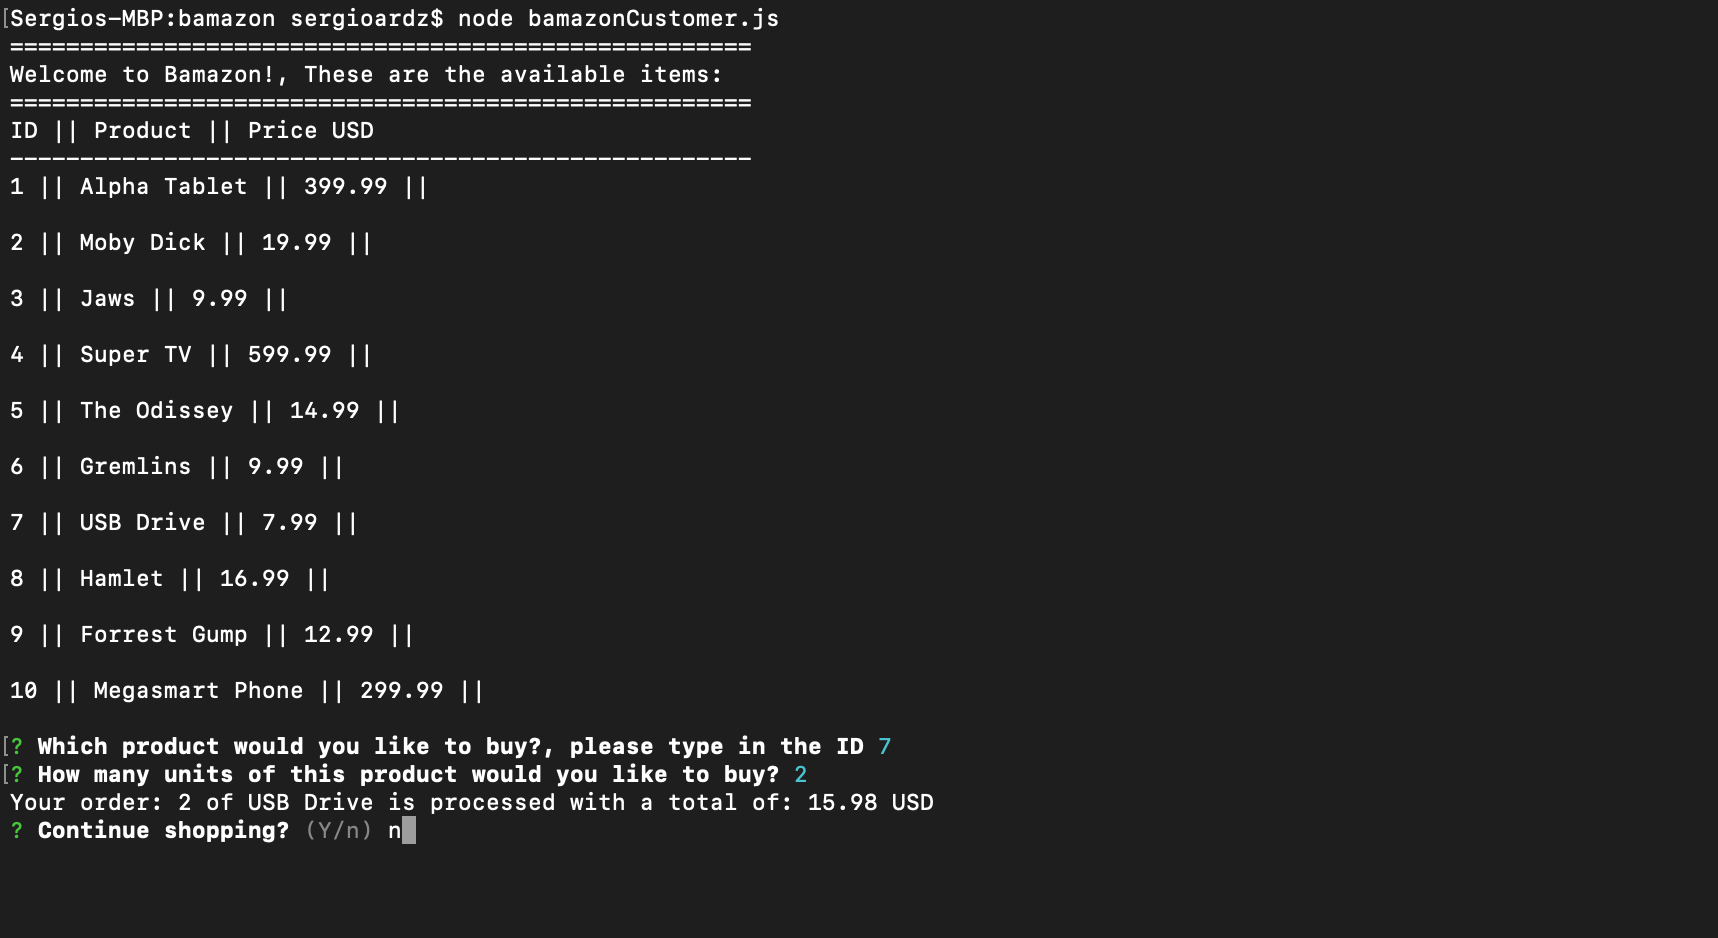 [Sergios-MBP:bamazon sergioardz$ node bamazonCustomer.js
=====================================================
Welcome to Bamazon!, These are the available items:
=====================================================
ID || Product || Price USD
-----------------------------------------------------
1 || Alpha Tablet || 399.99 ||
2 || Moby Dick || 19.99 ||
3 || Jaws || 9.99 ||
4 || Super TV || 599.99 ||
5 || The Odissey || 14.99 ||
6 || Gremlins || 9.99 ||
7 || USB Drive || 7.99 ||
8 || Hamlet || 16.99 ||
9 || Forrest Gump || 12.99 ||
10 || Megasmart Phone || 299.99 ||
[? Which product would you like to buy?, please type in the ID 7
[? How many units of this product would you like to buy? 2
Your order: 2 of USB Drive is processed with a total of: 15.98 USD
? Continue shopping? (Y/n) n